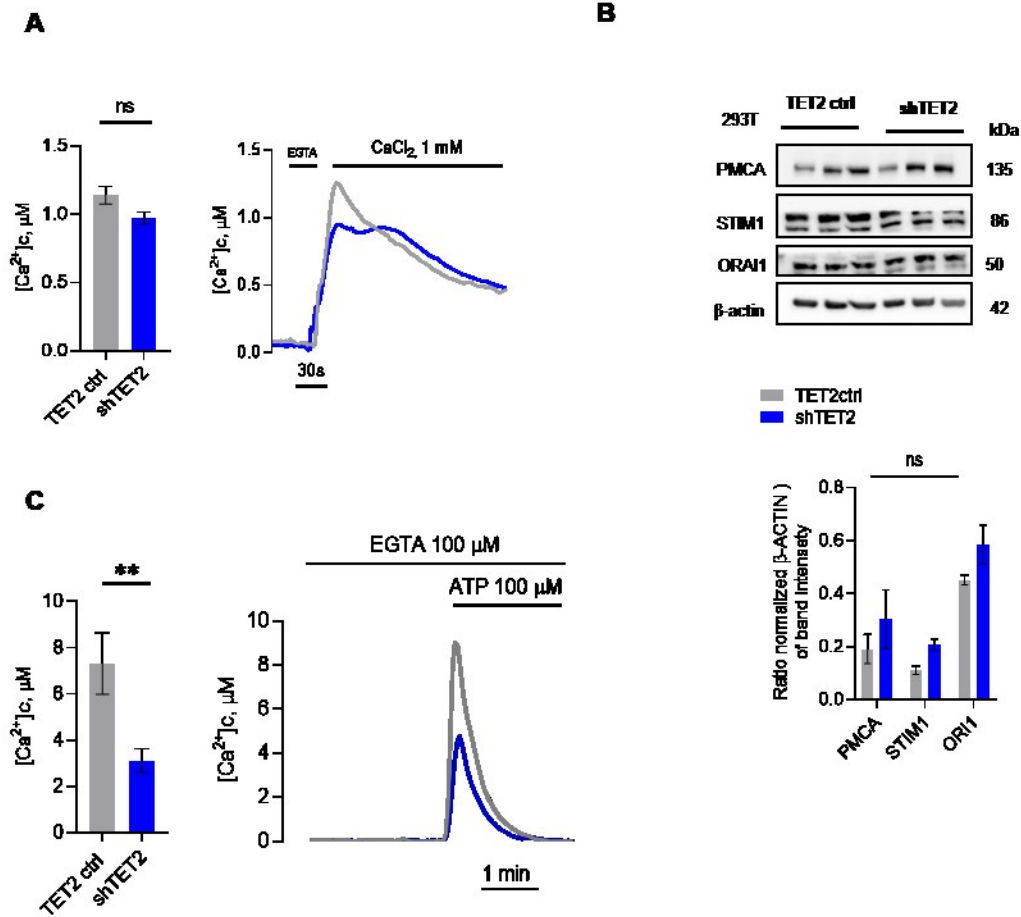 A
ns
[Ca2+]c, µM
1.5
1.0
0.5
0.0
TET2 ctrl
shTET2
EGTA
CaCl2, 1 mM
[Ca2+]c, µM
1.5
1.0
0.5
0.0
30s
B
293T
TET2 ctrl
shTET2
kDa
PMCA
135
STIM1
86
ORAI1
50
β-actin
42
TET2ctrl
shTET2
ns
Ratio normalized β-ACTIN )
of band Intensety
0.8
0.6
0.4
0.2
0.0
PMCA
STIM1
ORI1
C
**
[Ca2+]c, µM
10
8
6
4
2
0
TET2 ctrl
shTET2
EGTA 100 µM
ATP 100 µM
[Ca2+]c, µM
10
8
6
4
2
0
1 min